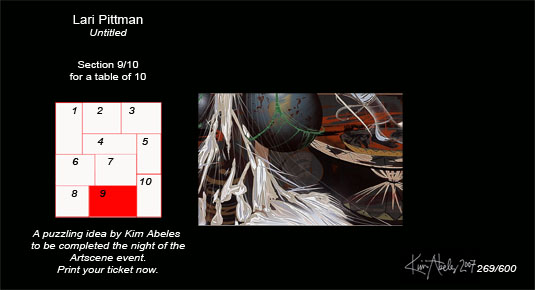 Lari Pittman
Untitled
Section 9/10
for a table of 10
1 2 3
4 5
6 7
8 9 10
A puzzling idea by Kim Abeles
to be completed the night of the
Artscene event.
Print your ticket now.
Kim Abeles 2007 269/600